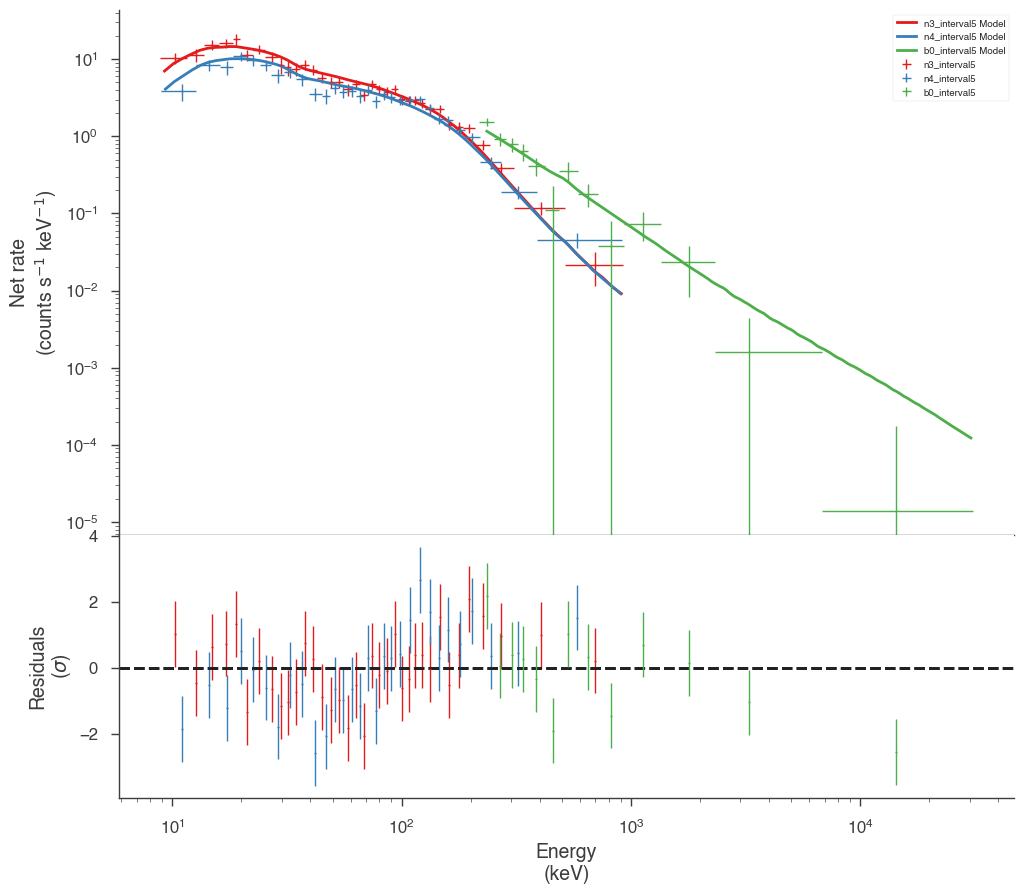 n3_interval5 Model
n4_interval5 Model
b0_interval5 Model
n3_interval5
n4_interval5
b0_interval5
10¹
10⁰
10⁻¹
10⁻²
10⁻³
10⁻⁴
10⁻⁵
Net rate
(counts s⁻¹ keV⁻¹)
4
2
0
−2
Residuals
(σ)
10¹ 10² 10³ 10⁴
Energy
(keV)